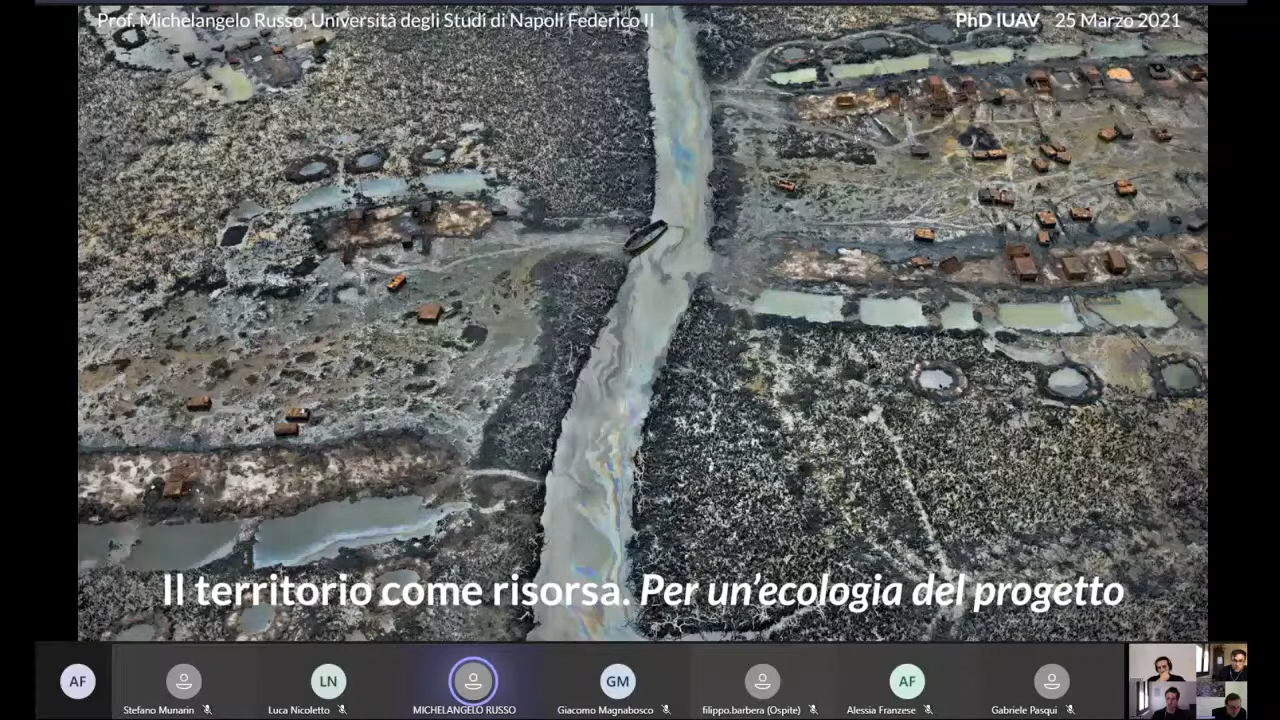 Prof. Michelangelo Russo, Università degli Studi di Napoli Federico II
PhD IUAV 25 Marzo 2021
Il territorio come risorsa. Per un'ecologia del progetto
AF
LN
GM
AF
Stefano Munarin
Luca Nicoletto
MICHELANGELO RUSSO
Giacomo Magnabosco
filippo.barbera (Ospite)
Alessia Franzese
Gabriele Pasqui